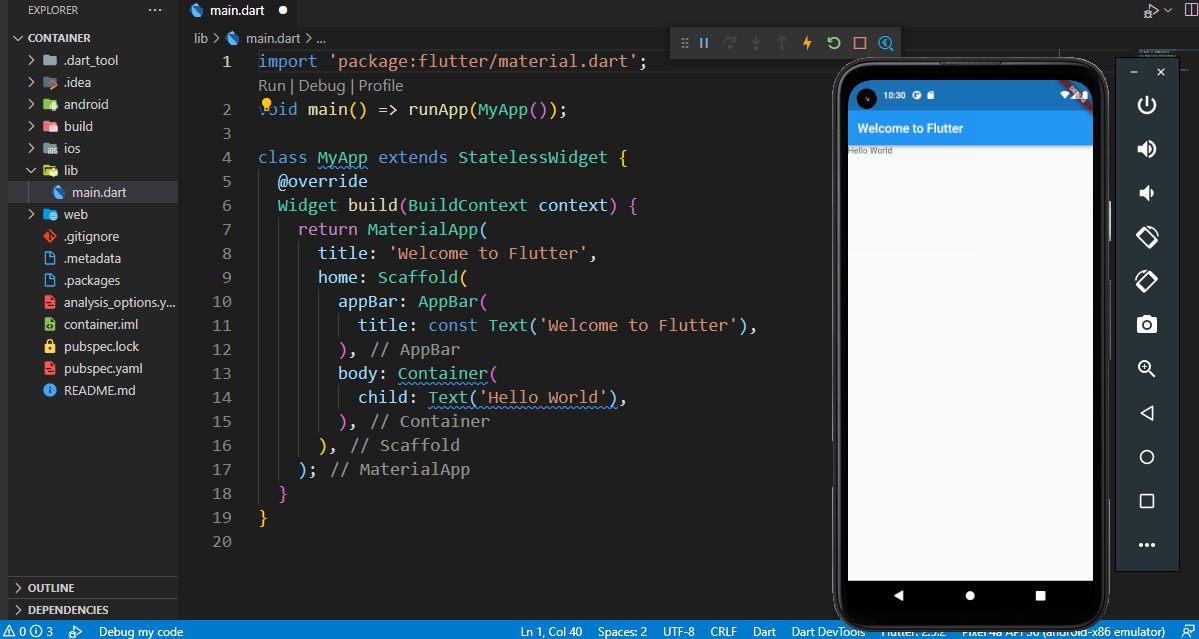 EXPLORER
CONTAINER
.dart_tool
.idea
android
build
ios
lib
main.dart
web
.gitignore
.metadata
.packages
analysis_options.y...
container.iml
pubspec.lock
pubspec.yaml
README.md
OUTLINE
DEPENDENCIES
main.dart
lib > main.dart > ...
1 import 'package:flutter/material.dart';
Run | Debug | Profile
2 void main() => runApp(MyApp());
3
4 class MyApp extends StatelessWidget {
5 @override
6 Widget build(BuildContext context) {
7 return MaterialApp(
8 title: 'Welcome to Flutter',
9 home: Scaffold(
10 appBar: AppBar(
11 title: const Text('Welcome to Flutter'),
12 ), // AppBar
13 body: Container(
14 child: Text('Hello World'),
15 ), // Container
16 ), // Scaffold
17 ); // MaterialApp
18 }
19 }
20
10:30
DEBUG
Welcome to Flutter
Hello World
0 3 Debug my code Ln 1, Col 40 Spaces: 2 UTF-8 CRLF Dart Dart DevTools Flutter: 2.5.2 Pixel 4a API 30 (android-x86 emulator)